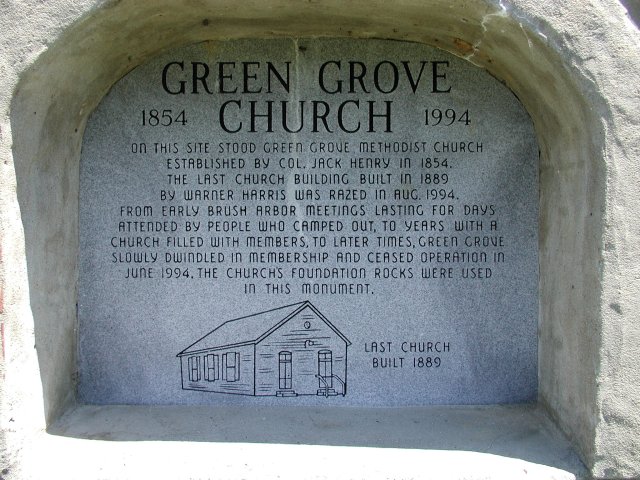 GREEN GROVE
1854 CHURCH 1994
ON THIS SITE STOOD GREEN GROVE METHODIST CHURCH
ESTABLISHED BY COL. JACK HENRY IN 1854.
THE LAST CHURCH BUILDING BUILT IN 1889
BY WARNER HARRIS WAS RAZED IN AUG. 1994.
FROM EARLY BRUSH ARBOR MEETINGS LASTING FOR DAYS
ATTENDED BY PEOPLE WHO CAMPED OUT, TO YEARS WITH A
CHURCH FILLED WITH MEMBERS, TO LATER TIMES, GREEN GROVE
SLOWLY DWINDLED IN MEMBERSHIP AND CEASED OPERATION IN
JUNE 1994. THE CHURCH'S FOUNDATION ROCKS WERE USED
IN THIS MONUMENT.
LAST CHURCH
BUILT 1889